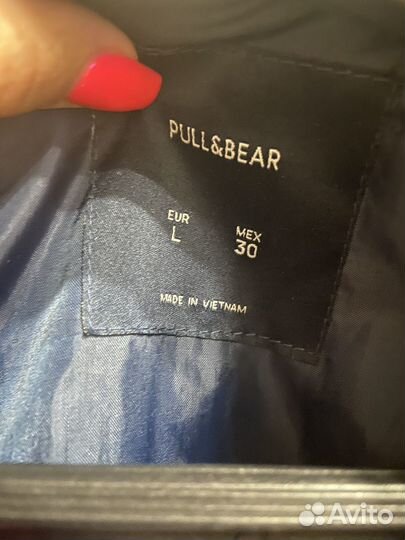 PULL&BEAR
EUR MEX
L 30
MADE IN VIETNAM
Avito